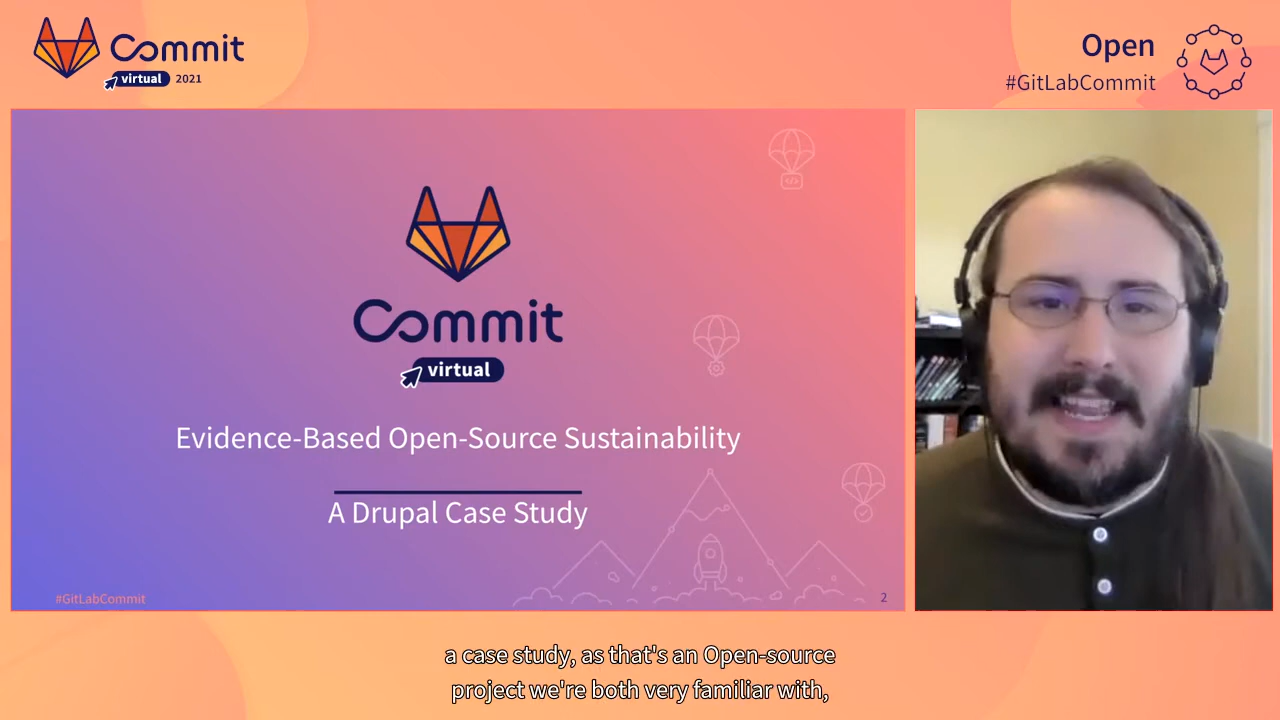 Commit
virtual 2021
Open
#GitLabCommit
Commit
virtual
Evidence-Based Open-Source Sustainability
A Drupal Case Study
#GitLabCommit
2
a case study, as that's an Open-source
project we're both very familiar with,